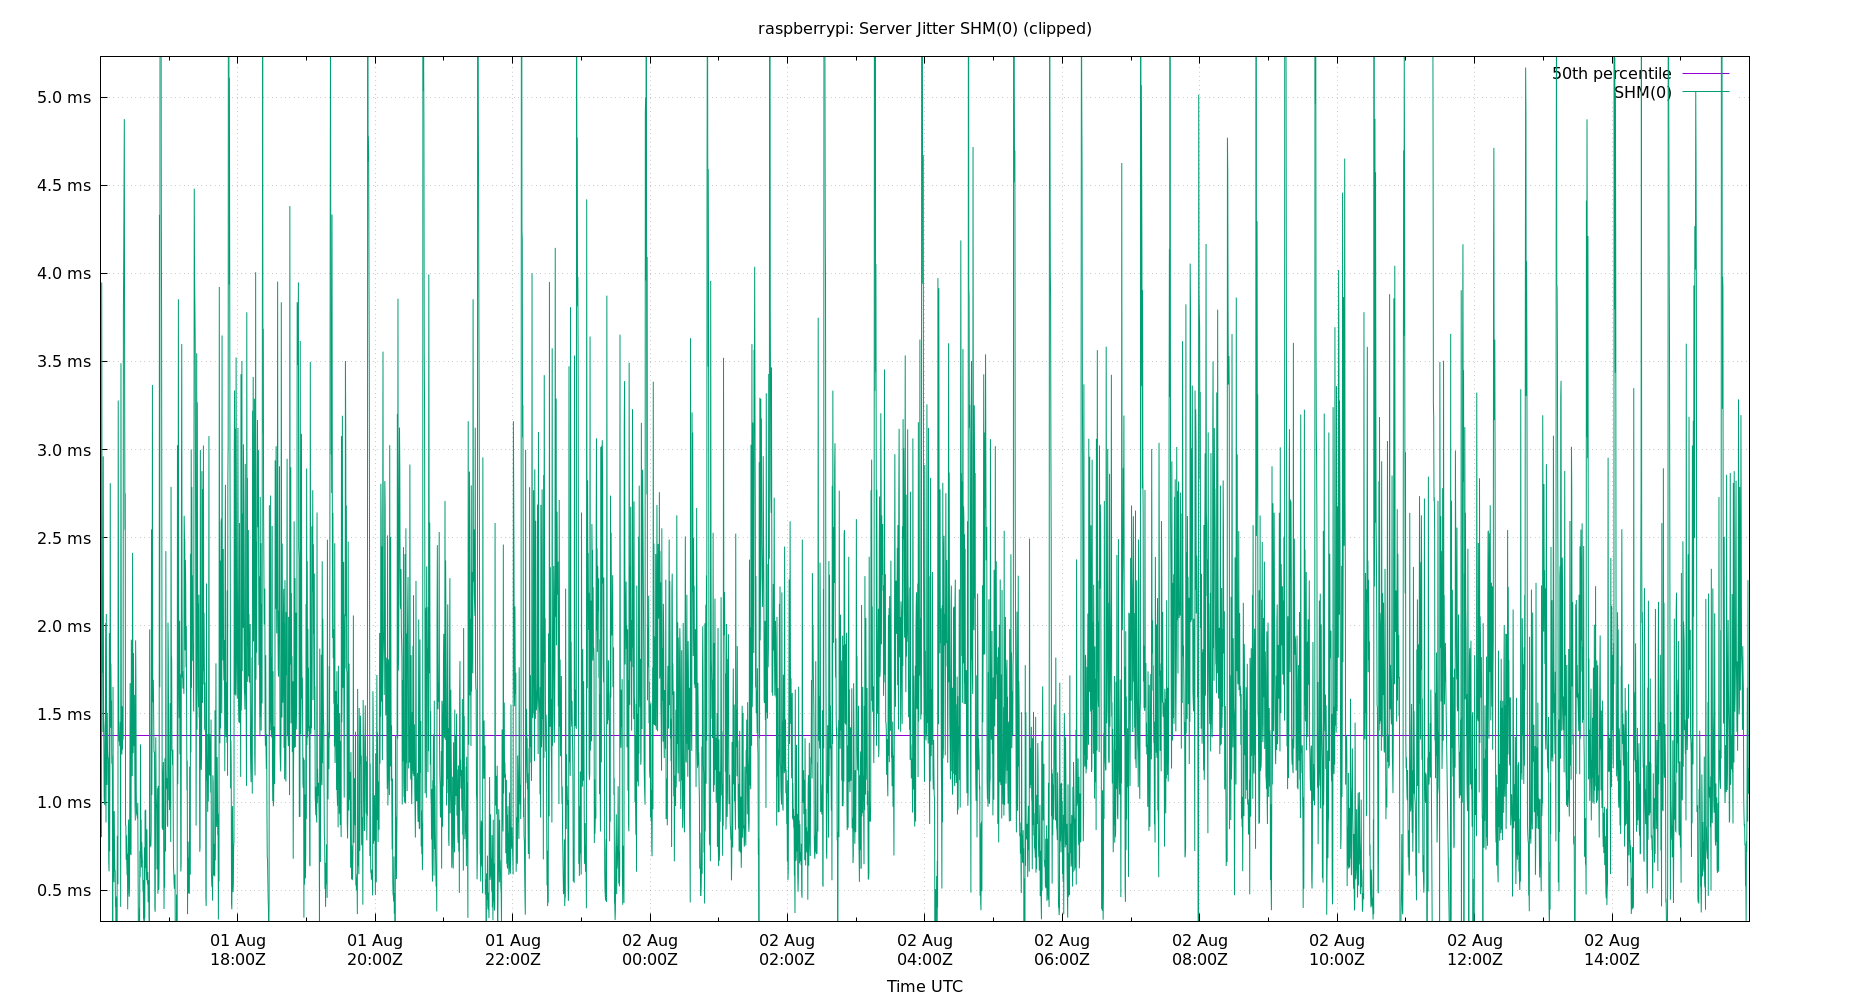 raspberrypi: Server Jitter SHM(0) (clipped)
50th percentile
SHM(0)
5.0 ms
4.5 ms
4.0 ms
3.5 ms
3.0 ms
2.5 ms
2.0 ms
1.5 ms
1.0 ms
0.5 ms
01 Aug 01 Aug 01 Aug 02 Aug 02 Aug 02 Aug 02 Aug 02 Aug 02 Aug 02 Aug 02 Aug
18:00Z 20:00Z 22:00Z 00:00Z 02:00Z 04:00Z 06:00Z 08:00Z 10:00Z 12:00Z 14:00Z
Time UTC